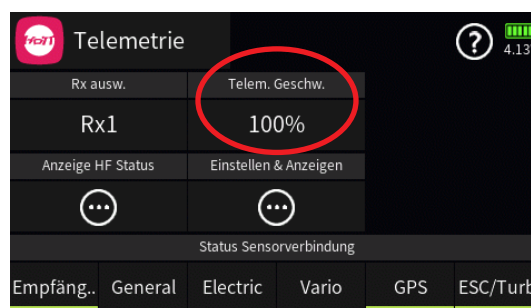 HoTT Telemetrie
4.13
Rx ausw. Telem. Geschw.
Rx1 100%
Anzeige HF Status Einstellen & Anzeigen
Status Sensorverbindung
Empfäng.. General Electric Vario GPS ESC/Turb